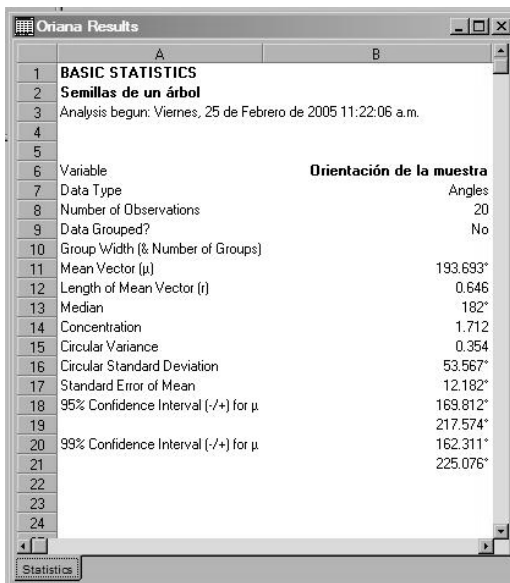 Oriana Results
A B
1 BASIC STATISTICS
2 Semillas de un árbol
3 Analysis begun: Viernes, 25 de Febrero de 2005 11:22:06 a.m.
4
5
6 Variable Orientación de la muestra
7 Data Type Angles
8 Number of Observations 20
9 Data Grouped? No
10 Group Width (& Number of Groups)
11 Mean Vector (µ) 193.693°
12 Length of Mean Vector (r) 0.646
13 Median 182°
14 Concentration 1.712
15 Circular Variance 0.354
16 Circular Standard Deviation 53.567°
17 Standard Error of Mean 12.182°
18 95% Confidence Interval (-/+) for µ 169.812°
19 217.574°
20 99% Confidence Interval (-/+) for µ 162.311°
21 225.076°
22
23
24
Statistics